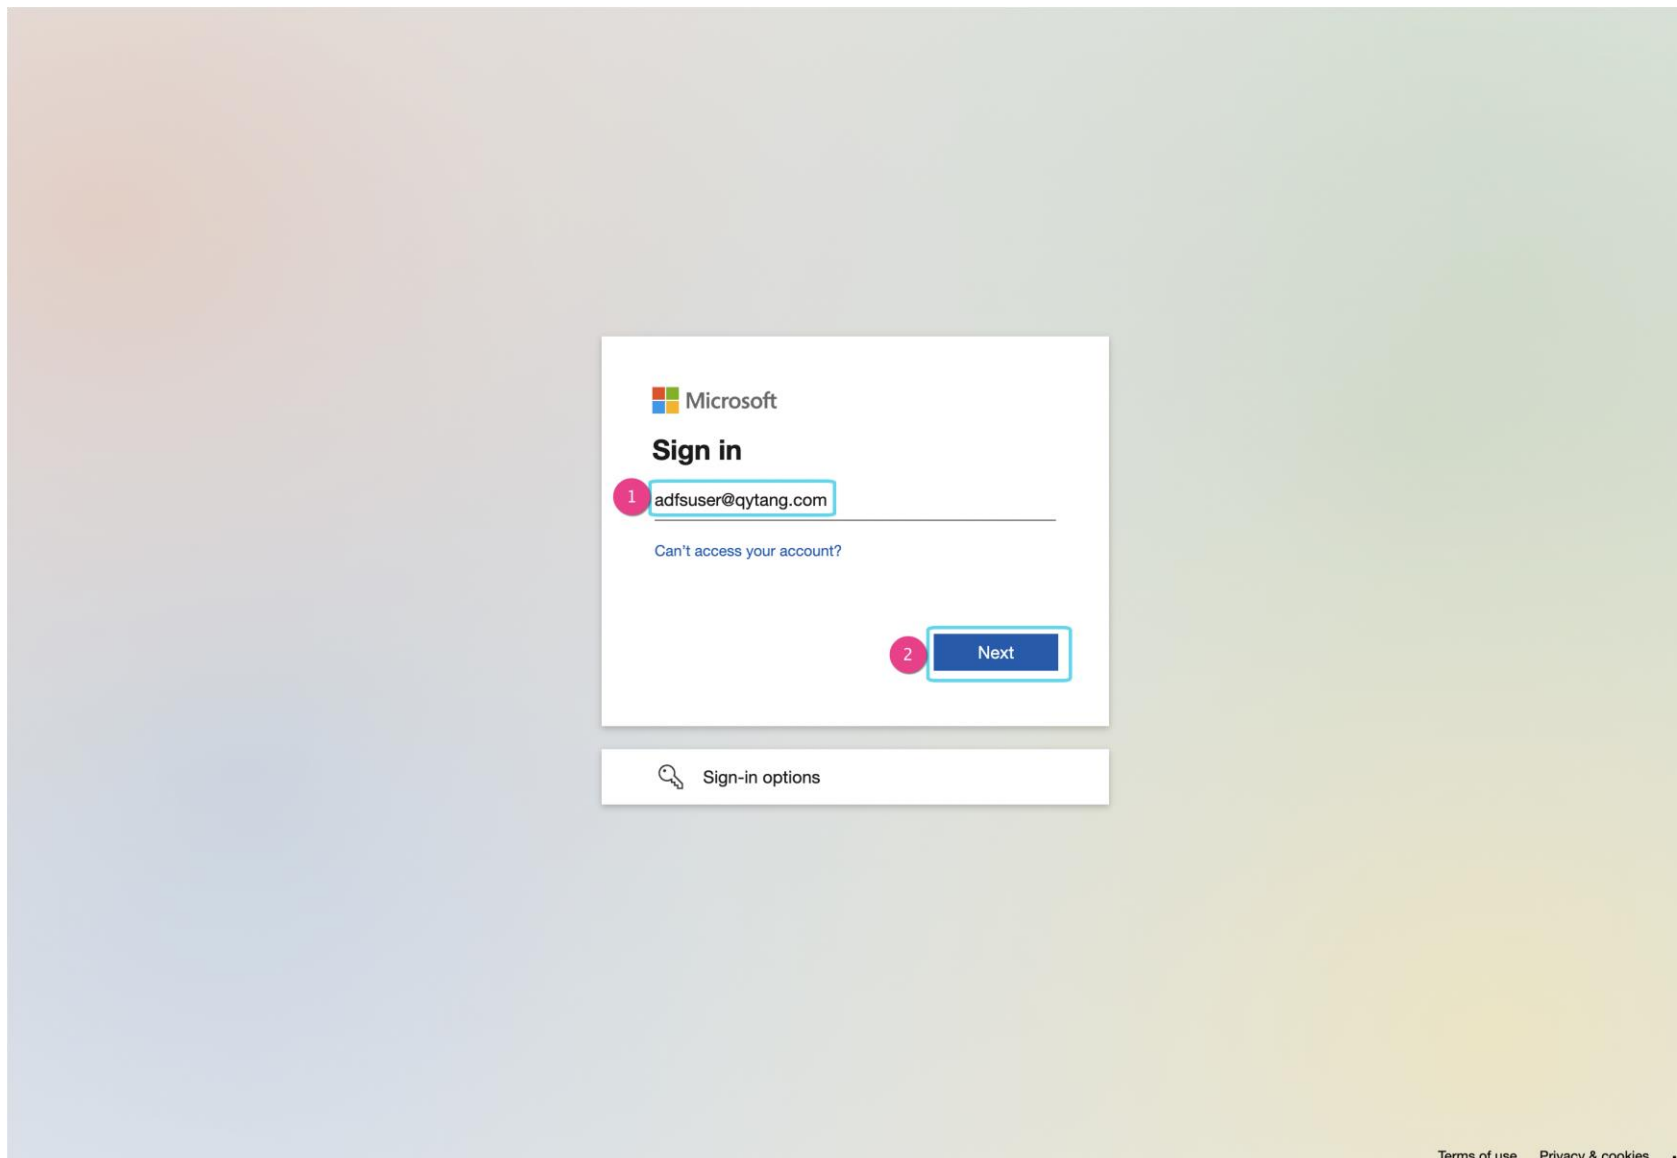 Microsoft
Sign in
1 adfsuser@qytang.com
Can't access your account?
2 Next
Sign-in options
Terms of use Privacy & cookies